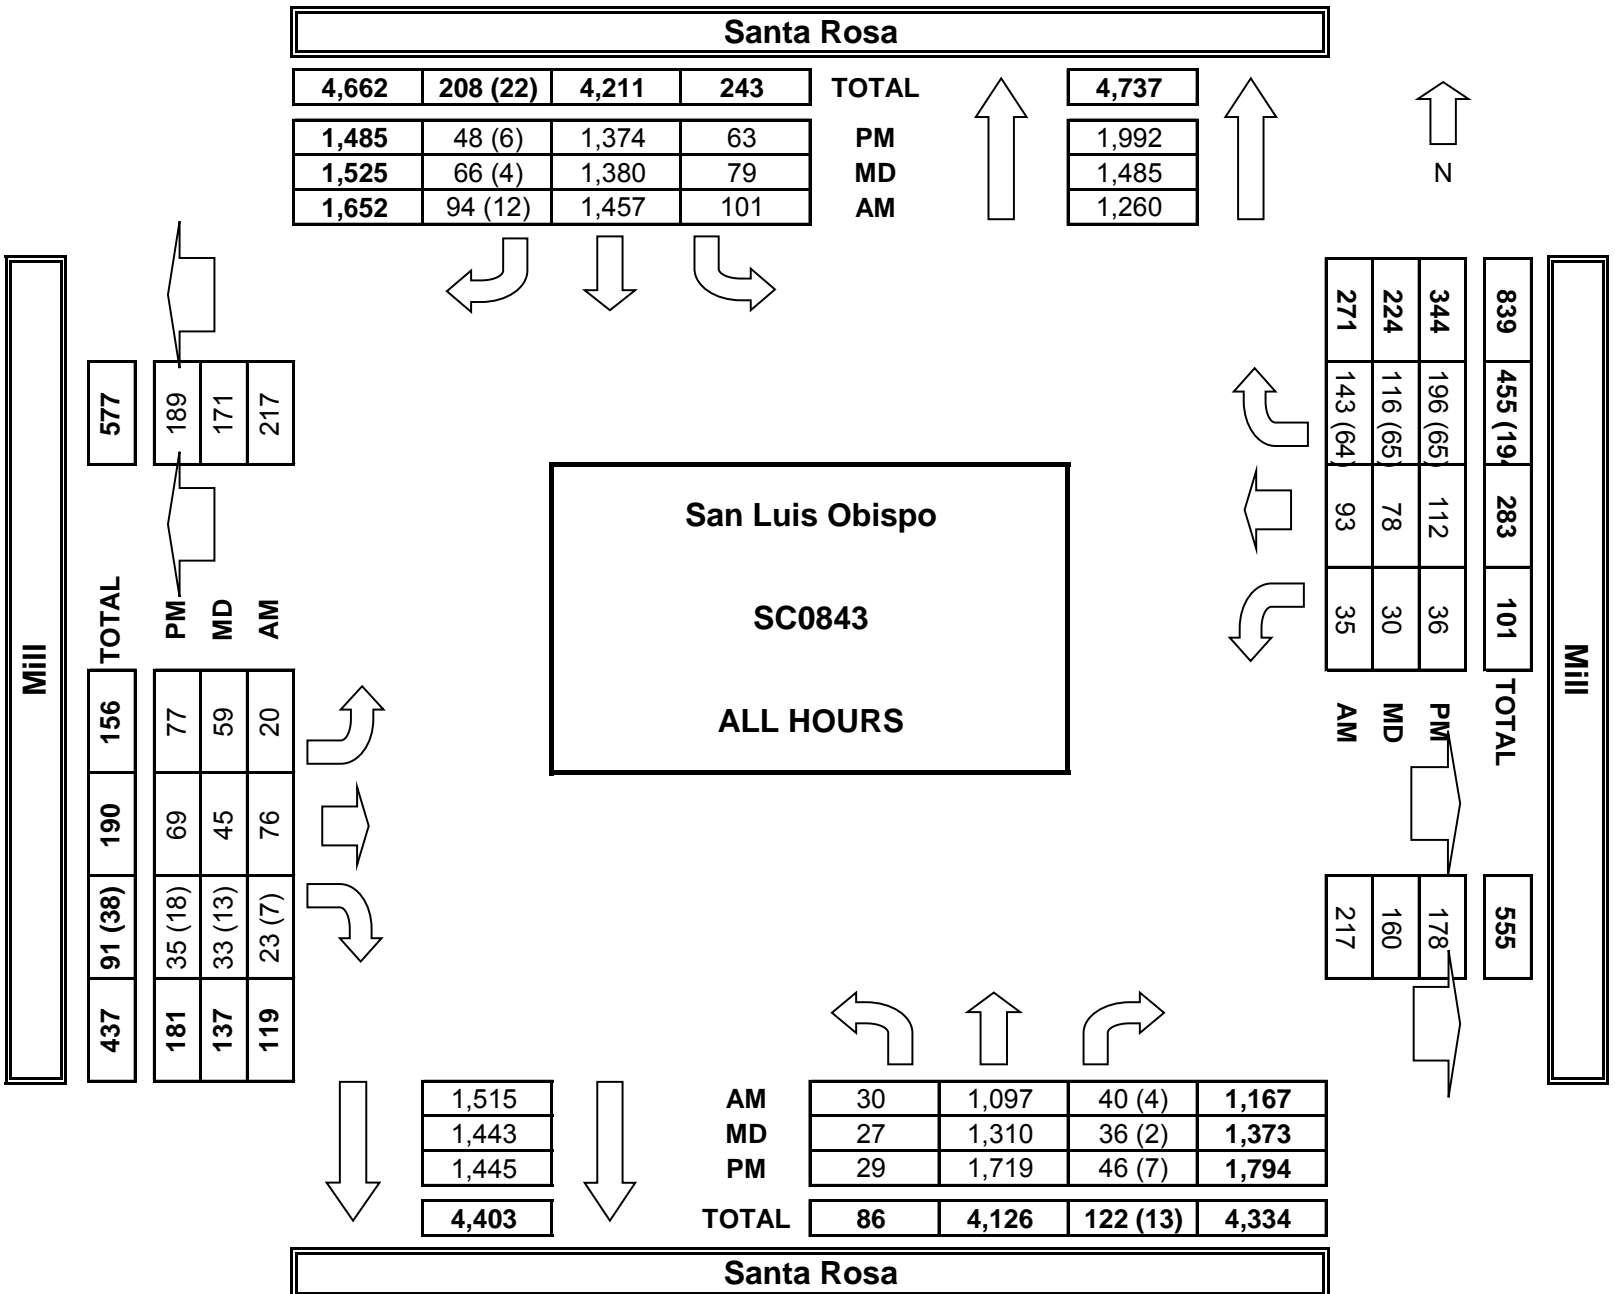 Santa Rosa
4,662 208 (22) 4,211 243 TOTAL 4,737
1,485 48 (6) 1,374 63 PM 1,992
1,525 66 (4) 1,380 79 MD 1,485
1,652 94 (12) 1,457 101 AM 1,260
N
Mill
577 189 171 217
TOTAL PM MD AM
156 77 59 20
190 69 45 76
91 (38) 35 (18) 33 (13) 23 (7)
437 181 137 119
San Luis Obispo
SC0843
ALL HOURS
271 224 344 839
143 (64) 116 (65) 196 (65) 455 (19
93 78 112 283
35 30 36 101
AM MD PM TOTAL
217 160 178 555
Mill
1,515 AM 30 1,097 40 (4) 1,167
1,443 MD 27 1,310 36 (2) 1,373
1,445 PM 29 1,719 46 (7) 1,794
4,403 TOTAL 86 4,126 122 (13) 4,334
Santa Rosa